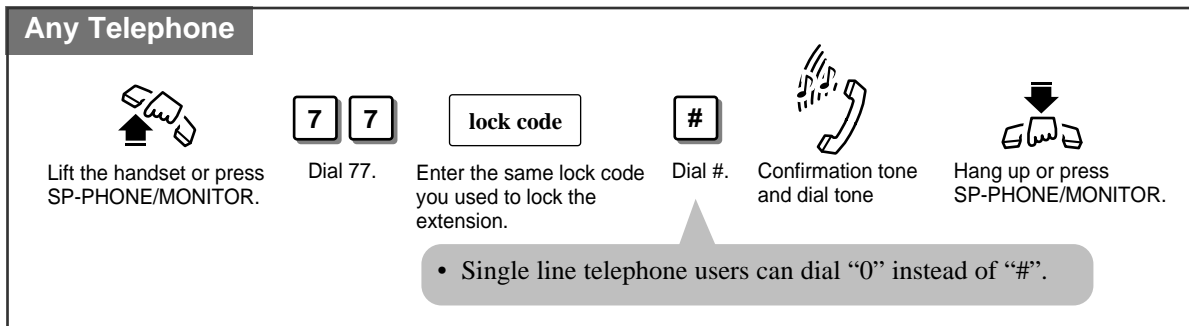 Any Telephone
7 7
lock code
#
Lift the handset or press
SP-PHONE/MONITOR.
Dial 77.
Enter the same lock code
you used to lock the
extension.
Dial #.
Confirmation tone
and dial tone
Hang up or press
SP-PHONE/MONITOR.
• Single line telephone users can dial “0” instead of “#”.